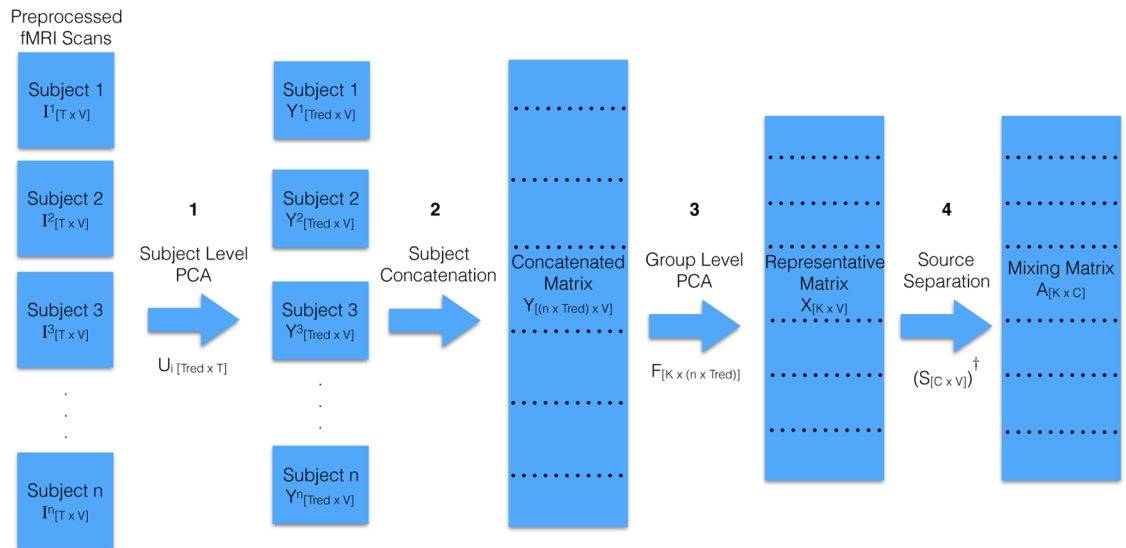 Preprocessed
fMRI Scans
Subject 1
I¹[T x V]
Subject 2
I²[T x V]
Subject 3
I³[T x V]
.
.
.
Subject n
Iⁿ[T x V]
1
Subject Level
PCA
Uᵢ [Tred x T]
Subject 1
Y¹[Tred x V]
Subject 2
Y²[Tred x V]
Subject 3
Y³[Tred x V]
.
.
.
Subject n
Yⁿ[Tred x V]
2
Subject
Concatenation
Concatenated
Matrix
Y[(n x Tred) x V]
3
Group Level
PCA
F[K x (n x Tred)]
Representative
Matrix
X[K x V]
4
Source
Separation
(S[C x V])†
Mixing Matrix
A[K x C]